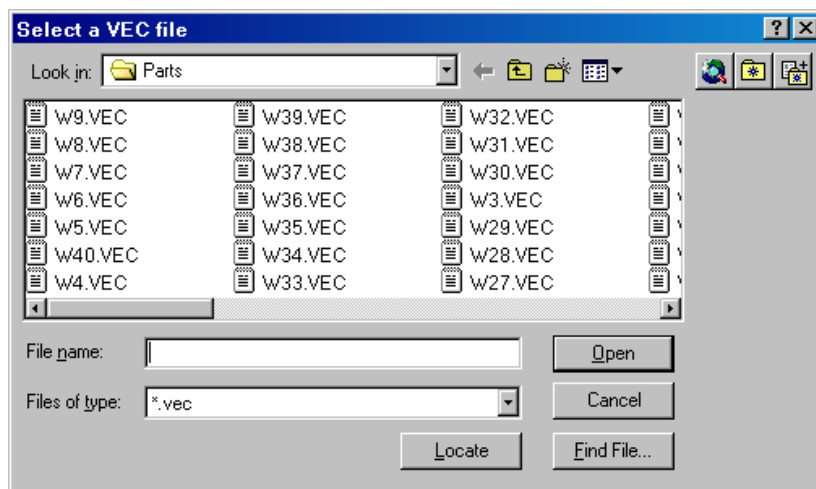 Select a VEC file
Look in: Parts
W9.VEC W39.VEC W32.VEC
W8.VEC W38.VEC W31.VEC
W7.VEC W37.VEC W30.VEC
W6.VEC W36.VEC W3.VEC
W5.VEC W35.VEC W29.VEC
W40.VEC W34.VEC W28.VEC
W4.VEC W33.VEC W27.VEC
File name: Open
Files of type: *.vec Cancel
Locate Find File...